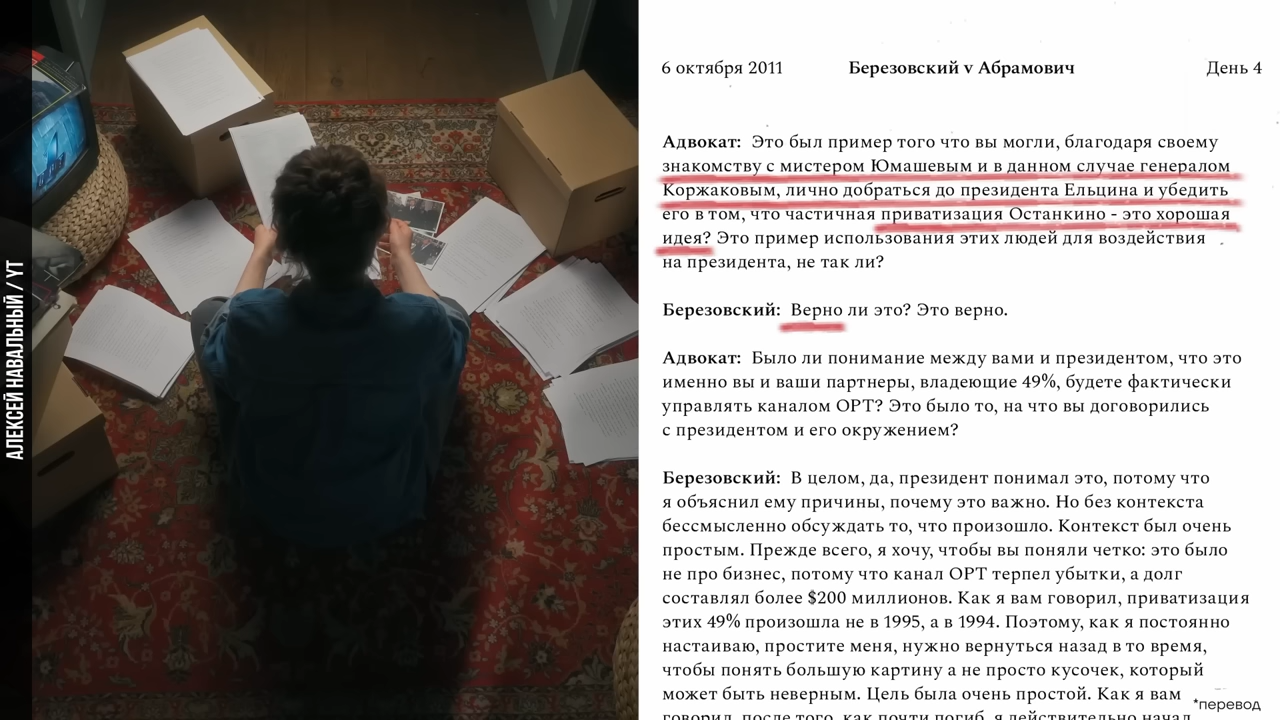 АЛЕКСЕЙ НАВАЛЬНЫЙ / YT
6 октября 2011 Березовский v Абрамович День 4
Адвокат: Это был пример того что вы могли, благодаря своему
знакомству с мистером Юмашевым и в данном случае генералом
Коржаковым, лично добраться до президента Ельцина и убедить
его в том, что частичная приватизация Останкино - это хорошая
идея? Это пример использования этих людей для воздействия
на президента, не так ли?
Березовский: Верно ли это? Это верно.
Адвокат: Было ли понимание между вами и президентом, что это
именно вы и ваши партнеры, владеющие 49%, будете фактически
управлять каналом ОРТ? Это было то, на что вы договорились
с президентом и его окружением?
Березовский: В целом, да, президент понимал это, потому что
я объяснил ему причины, почему это важно. Но без контекста
бессмысленно обсуждать то, что произошло. Контекст был очень
простым. Прежде всего, я хочу, чтобы вы поняли четко: это было
не про бизнес, потому что канал ОРТ терпел убытки, а долг
составлял более $200 миллионов. Как я вам говорил, приватизация
этих 49% произошла не в 1995, а в 1994. Поэтому, как я постоянно
настаиваю, простите меня, нужно вернуться назад в то время,
чтобы понять большую картину а не просто кусочек, который
может быть неверным. Цель была очень простой. Как я вам
говорил, после того, как почти погиб, я действительно начал
*перевод